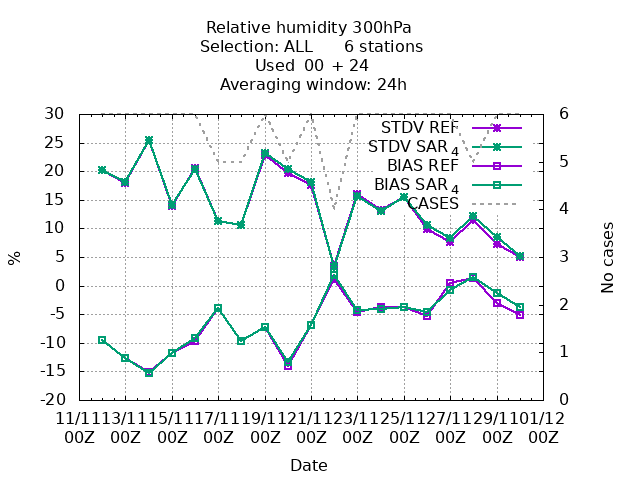 Relative humidity 300hPa
Selection: ALL 6 stations
Used 00 + 24
Averaging window: 24h
STDV REF
STDV SAR 4
BIAS REF
BIAS SAR 4
CASES
30
25
20
15
10
5
0
-5
-10
-15
-20
%
6
5
4
3
2
1
0
No cases
11/11 13/11 15/11 17/11 19/11 21/11 23/11 25/11 27/11 29/11 01/12
00Z 00Z 00Z 00Z 00Z 00Z 00Z 00Z 00Z 00Z 00Z
Date